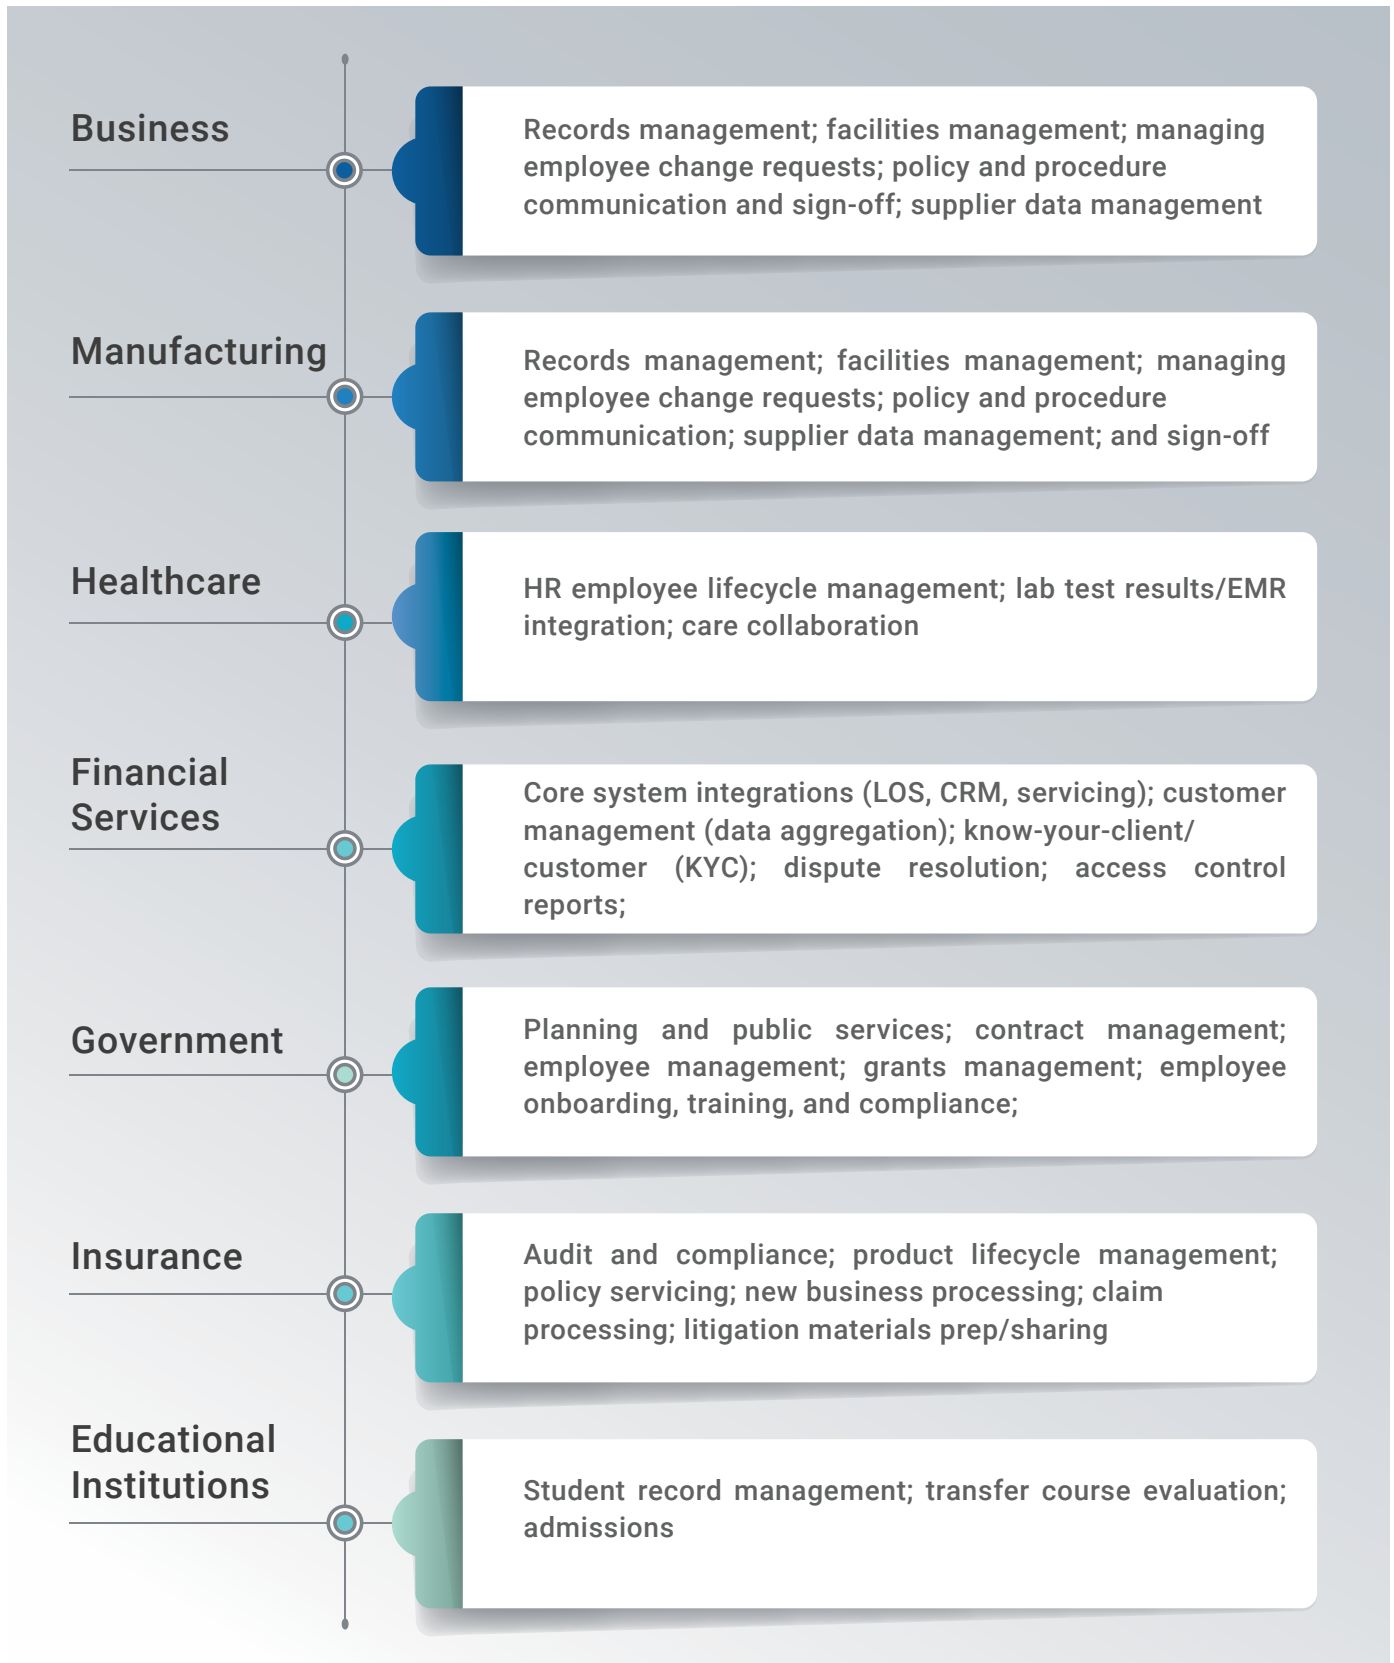 Business
Records management; facilities management; managing
employee change requests; policy and procedure
communication and sign-off; supplier data management
Manufacturing
Records management; facilities management; managing
employee change requests; policy and procedure
communication; supplier data management; and sign-off
Healthcare
HR employee lifecycle management; lab test results/EMR
integration; care collaboration
Financial
Services
Core system integrations (LOS, CRM, servicing); customer
management (data aggregation); know-your-client/
customer (KYC); dispute resolution; access control
reports;
Government
Planning and public services; contract management;
employee management; grants management; employee
onboarding, training, and compliance;
Insurance
Audit and compliance; product lifecycle management;
policy servicing; new business processing; claim
processing; litigation materials prep/sharing
Educational
Institutions
Student record management; transfer course evaluation;
admissions